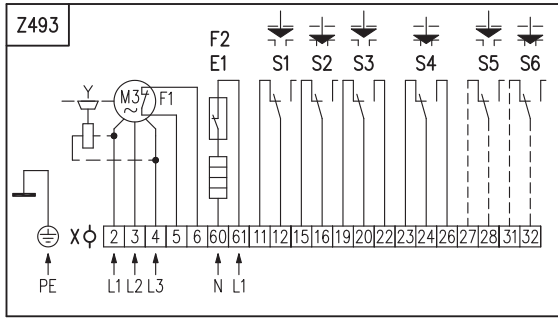 Z493
F2
E1 S1 S2 S3 S4 S5 S6
Y M3 ~ F1
X 2 3 4 5 6 60 61 11 12 15 16 19 20 22 23 24 26 27 28 31 32
PE L1 L2 L3 N L1